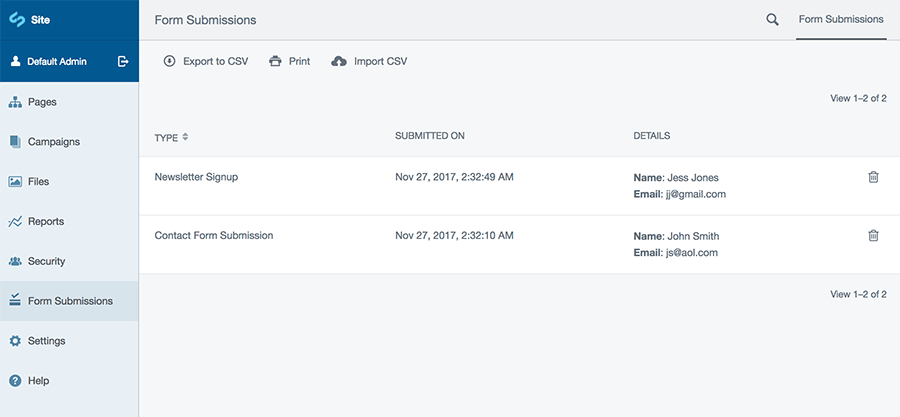 Site
Form Submissions
Form Submissions
Default Admin
Export to CSV
Print
Import CSV
Pages
Campaigns
Files
Reports
Security
Form Submissions
Settings
Help
View 1–2 of 2
TYPE SUBMITTED ON DETAILS
Newsletter Signup Nov 27, 2017, 2:32:49 AM Name: Jess Jones
Email: jj@gmail.com
Contact Form Submission Nov 27, 2017, 2:32:10 AM Name: John Smith
Email: js@aol.com
View 1–2 of 2